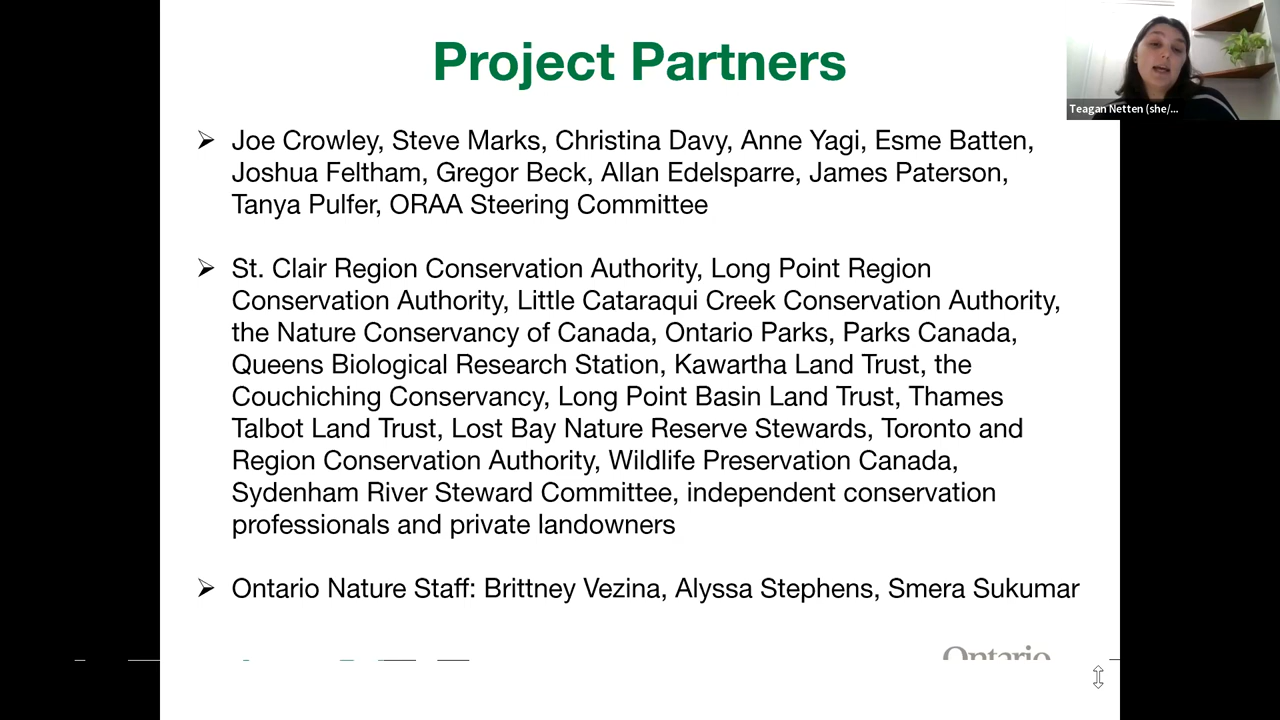 Project Partners
Teagan Netten (she/...
➢ Joe Crowley, Steve Marks, Christina Davy, Anne Yagi, Esme Batten,
Joshua Feltham, Gregor Beck, Allan Edelsparre, James Paterson,
Tanya Pulfer, ORAA Steering Committee
➢ St. Clair Region Conservation Authority, Long Point Region
Conservation Authority, Little Cataraqui Creek Conservation Authority,
the Nature Conservancy of Canada, Ontario Parks, Parks Canada,
Queens Biological Research Station, Kawartha Land Trust, the
Couchiching Conservancy, Long Point Basin Land Trust, Thames
Talbot Land Trust, Lost Bay Nature Reserve Stewards, Toronto and
Region Conservation Authority, Wildlife Preservation Canada,
Sydenham River Steward Committee, independent conservation
professionals and private landowners
➢ Ontario Nature Staff: Brittney Vezina, Alyssa Stephens, Smera Sukumar
Ontario